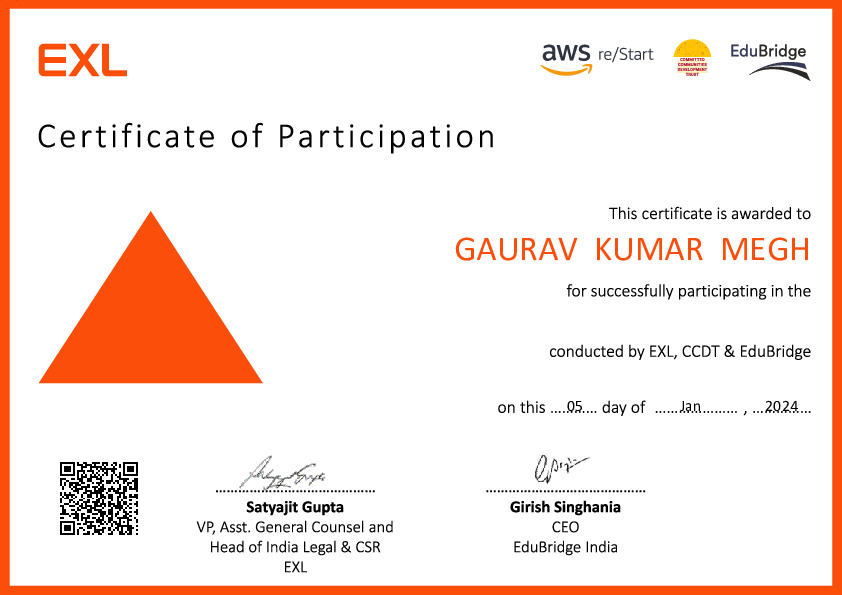 EXL
aws re/Start
COMMITTED
COMMUNITIES
DEVELOPMENT
TRUST
EduBridge
Certificate of Participation
This certificate is awarded to
GAURAV KUMAR MEGH
for successfully participating in the
conducted by EXL, CCDT & EduBridge
on this ....05.... day of ......Jan......... , ...2024...
Satyajit Gupta
VP, Asst. General Counsel and
Head of India Legal & CSR
EXL
Girish Singhania
CEO
EduBridge India